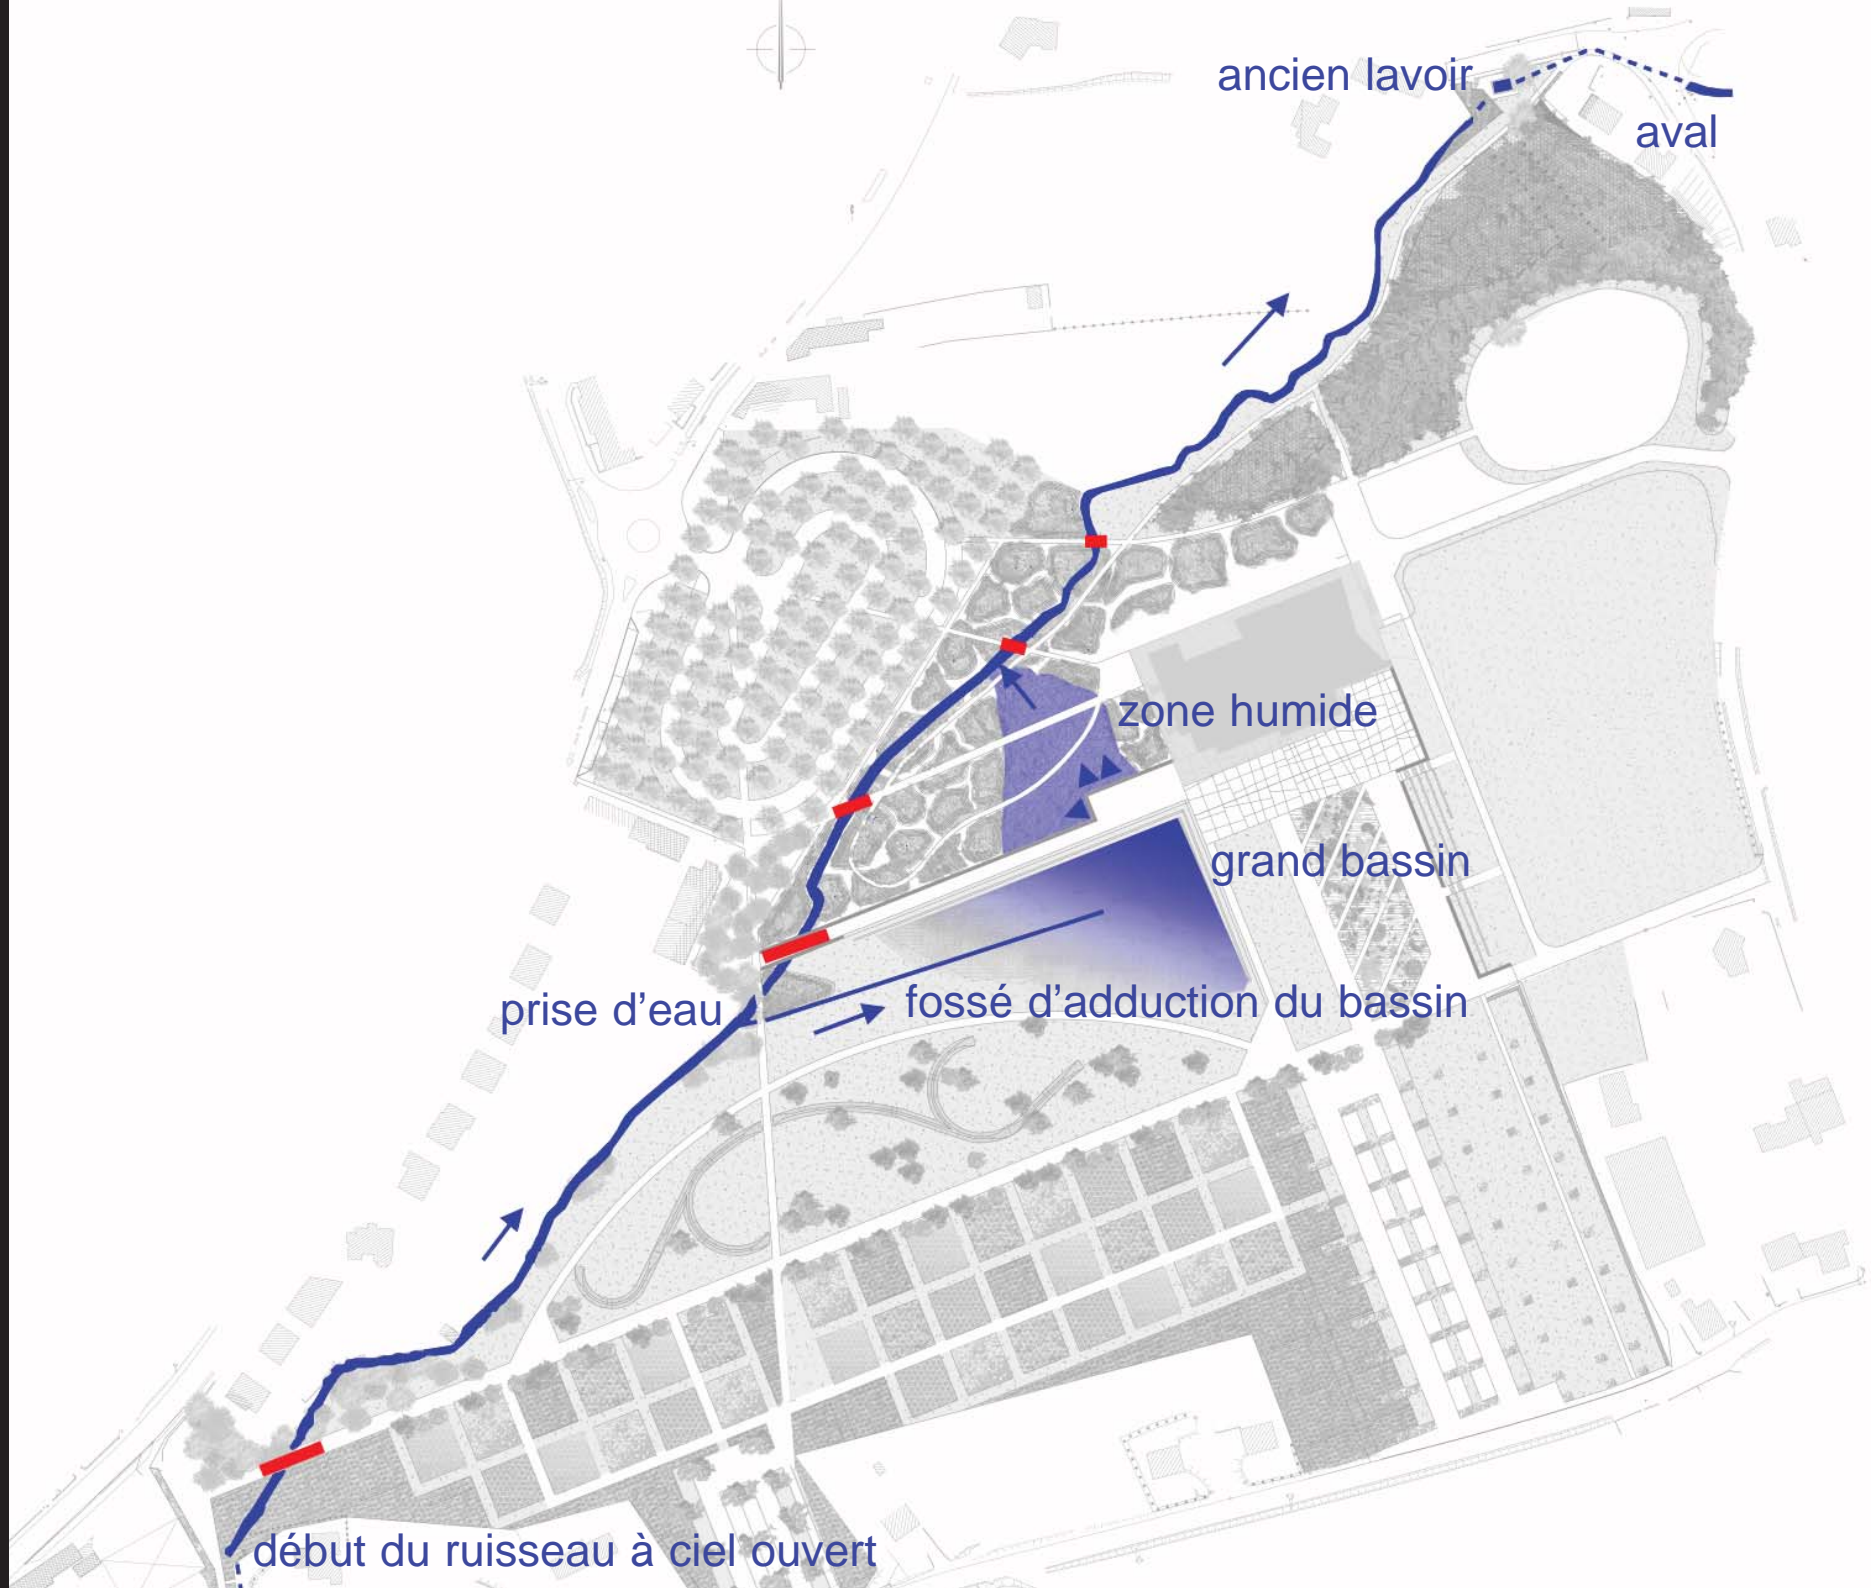 ancien lavoir
aval
zone humide
grand bassin
prise d’eau
fossé d’adduction du bassin
début du ruisseau à ciel ouvert